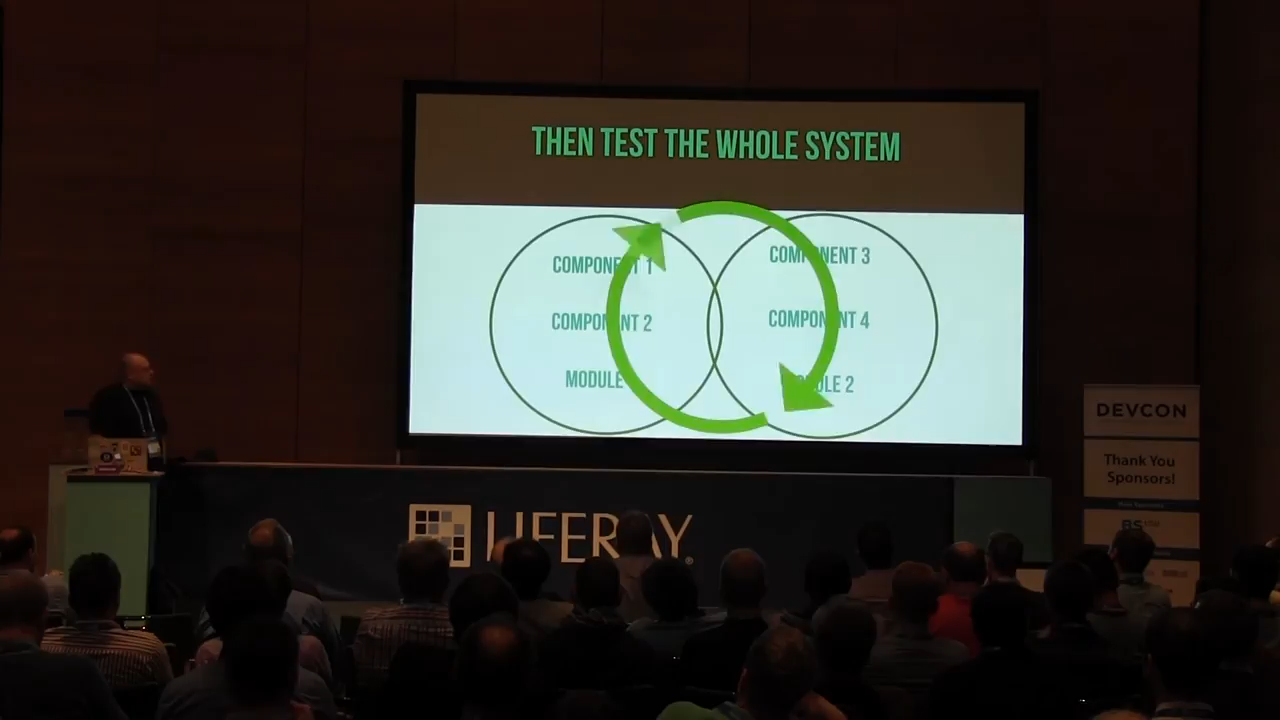 THEN TEST THE WHOLE SYSTEM
COMPONENT 1
COMPONENT 2
MODULE
COMPONENT 3
COMPONENT 4
MODULE 2
LIFERAY
DEVCON
Thank You
Sponsors!
BS